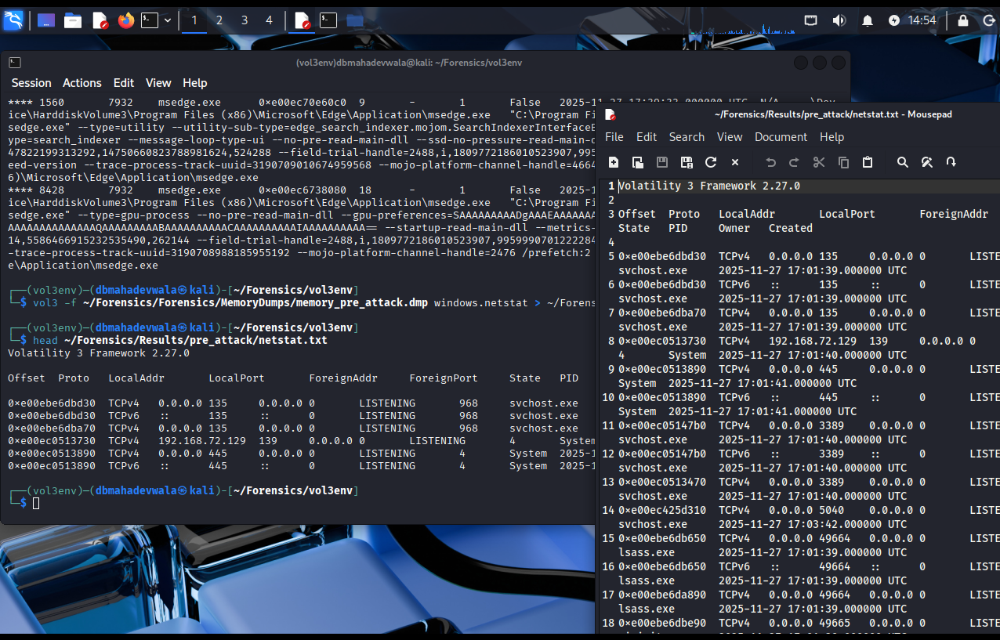 1 2 3 4 14:54
(vol3env)dbmahadevwala@kali: ~/Forensics/vol3env
Session Actions Edit View Help
**** 1560 7932 msedge.exe 0×e00ec70e60c0 9 - 1 False 2025-11-27 17:39:33.000000 UTC N/A \Dev
ice\HarddiskVolume3\Program Files (x86)\Microsoft\Edge\Application\msedge.exe "C:\Program Fi
sedge.exe" --type=utility --utility-sub-type=edge_search_indexer.mojom.SearchIndexerInterfaceB
ype=search_indexer --message-loop-type-ui --no-pre-read-main-dll --ssd-no-pressure-read-main-d
47822199313292,14750660823788981624,524288 --field-trial-handle=2488,i,1809772186010523907,995
eed-version --trace-process-track-uuid=3190709010674959568 --mojo-platform-channel-handle=4664
6)\Microsoft\Edge\Application\msedge.exe
**** 8428 7932 msedge.exe 0×e00ec6738080 18 - 1 False 2025-1
ice\HarddiskVolume3\Program Files (x86)\Microsoft\Edge\Application\msedge.exe "C:\Program Fi
sedge.exe" --type=gpu-process --no-pre-read-main-dll --gpu-preferences=SAAAAAAAAADgAAAEAAAAAAA
AAAAAAAAAAAAAAQAAAAAAAAABAAAAAAAAAACAAAAAAAAAAIAAAAAAAAAA== --startup-read-main-dll --metrics-
14,5586466915232535490,262144 --field-trial-handle=2488,i,1809772186010523907,9959990701222284
-trace-process-track-uuid=3190708988185955192 --mojo-platform-channel-handle=2476 /prefetch:2
e\Application\msedge.exe
(vol3env)-(dbmahadevwala㉿kali)-[~/Forensics/vol3env]
$ vol3 -f ~/Forensics/Forensics/MemoryDumps/memory_pre_attack.dmp windows.netstat > ~/Forens
(vol3env)-(dbmahadevwala㉿kali)-[~/Forensics/vol3env]
$ head ~/Forensics/Results/pre_attack/netstat.txt
Volatility 3 Framework 2.27.0
Offset Proto LocalAddr LocalPort ForeignAddr ForeignPort State PID
0×e00ebe6dbd30 TCPv4 0.0.0.0 135 0.0.0.0 0 LISTENING 968 svchost.exe
0×e00ebe6dbd30 TCPv6 :: 135 :: 0 LISTENING 968 svchost.exe
0×e00ebe6dba70 TCPv4 0.0.0.0 135 0.0.0.0 0 LISTENING 968 svchost.exe
0×e00ec0513730 TCPv4 192.168.72.129 139 0.0.0.0 0 LISTENING 4 System
0×e00ec0513890 TCPv4 0.0.0.0 445 0.0.0.0 0 LISTENING 4 System 2025-1
0×e00ec0513890 TCPv6 :: 445 :: 0 LISTENING 4 System 2025-1
(vol3env)-(dbmahadevwala㉿kali)-[~/Forensics/vol3env]
$
~/Forensics/Results/pre_attack/netstat.txt - Mousepad
File Edit Search View Document Help
1 Volatility 3 Framework 2.27.0
2
3 Offset Proto LocalAddr LocalPort ForeignAddr
State PID Owner Created
4
5 0×e00ebe6dbd30 TCPv4 0.0.0.0 135 0.0.0.0 0 LISTE
svchost.exe 2025-11-27 17:01:39.000000 UTC
6 0×e00ebe6dbd30 TCPv6 :: 135 :: 0 LISTE
svchost.exe 2025-11-27 17:01:39.000000 UTC
7 0×e00ebe6dba70 TCPv4 0.0.0.0 135 0.0.0.0 0 LISTE
svchost.exe 2025-11-27 17:01:39.000000 UTC
8 0×e00ec0513730 TCPv4 192.168.72.129 139 0.0.0.0 0
4 System 2025-11-27 17:01:40.000000 UTC
9 0×e00ec0513890 TCPv4 0.0.0.0 445 0.0.0.0 0 LISTE
System 2025-11-27 17:01:41.000000 UTC
10 0×e00ec0513890 TCPv6 :: 445 :: 0 LISTE
System 2025-11-27 17:01:41.000000 UTC
11 0×e00ec05147b0 TCPv4 0.0.0.0 3389 0.0.0.0 0 LISTE
svchost.exe 2025-11-27 17:01:40.000000 UTC
12 0×e00ec05147b0 TCPv6 :: 3389 :: 0 LISTE
svchost.exe 2025-11-27 17:01:40.000000 UTC
13 0×e00ec0513470 TCPv4 0.0.0.0 3389 0.0.0.0 0 LISTE
svchost.exe 2025-11-27 17:01:40.000000 UTC
14 0×e00ec425d310 TCPv4 0.0.0.0 5040 0.0.0.0 0 LISTE
svchost.exe 2025-11-27 17:03:42.000000 UTC
15 0×e00ebe6db650 TCPv4 0.0.0.0 49664 0.0.0.0 0 LISTE
lsass.exe 2025-11-27 17:01:39.000000 UTC
16 0×e00ebe6db650 TCPv6 :: 49664 :: 0 LISTE
lsass.exe 2025-11-27 17:01:39.000000 UTC
17 0×e00ebe6da890 TCPv4 0.0.0.0 49664 0.0.0.0 0 LISTE
lsass.exe 2025-11-27 17:01:39.000000 UTC
18 0×e00ebe6dbe90 TCPv4 0.0.0.0 49665 0.0.0.0 0 LISTE